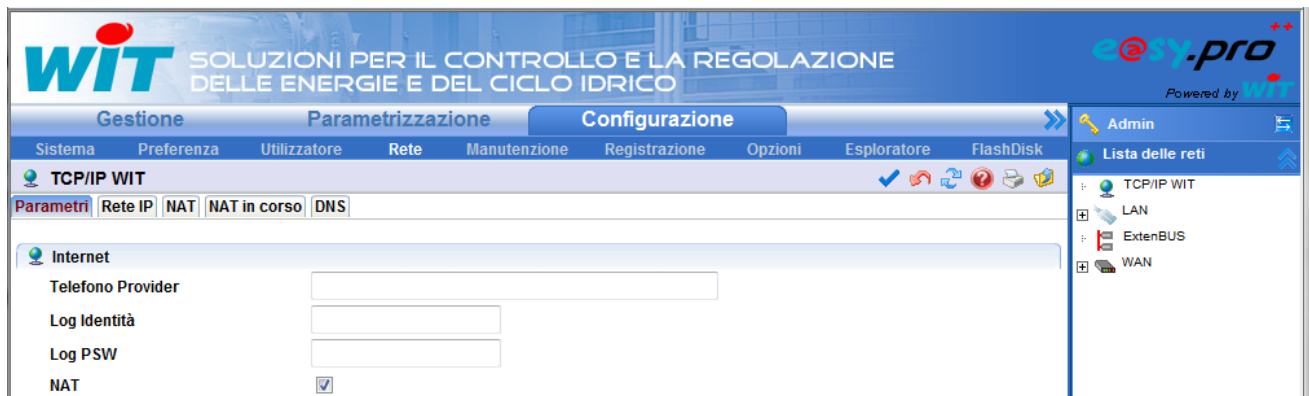 WIT SOLUZIONI PER IL CONTROLLO E LA REGOLAZIONE
DELLE ENERGIE E DEL CICLO IDRICO
e@sy.pro ++
Powered by WIT
Gestione Parametrizzazione Configurazione
Sistema Preferenza Utilizzatore Rete Manutenzione Registrazione Opzioni Esploratore FlashDisk
TCP/IP WIT
Parametri Rete IP NAT NAT in corso DNS
Internet
Telefono Provider
Log Identità
Log PSW
NAT
Admin
Lista delle reti
TCP/IP WIT
LAN
ExtenBUS
WAN